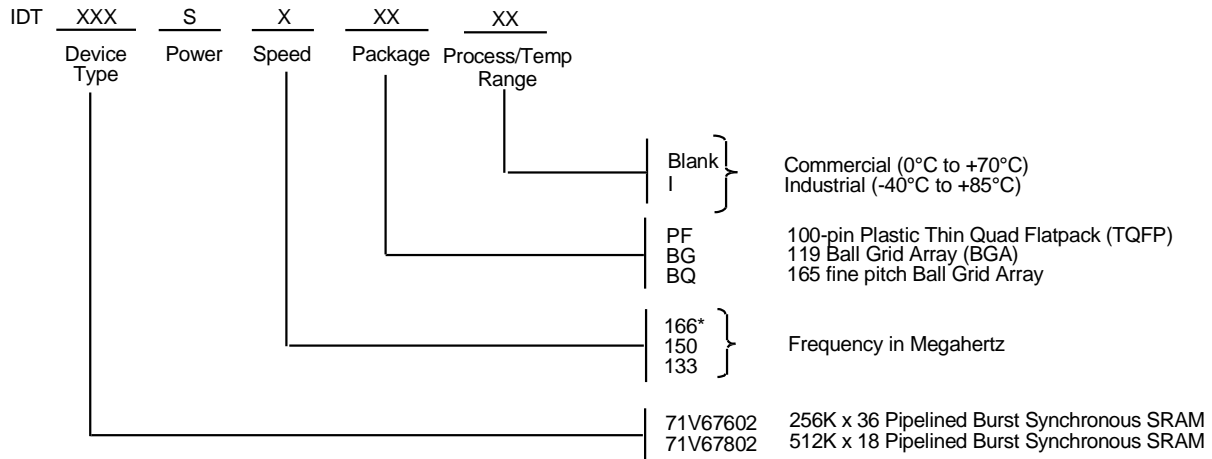 IDT XXX S X XX XX
Device Type Power Speed Package Process/Temp Range
Blank Commercial (0°C to +70°C)
I Industrial (-40°C to +85°C)
PF 100-pin Plastic Thin Quad Flatpack (TQFP)
BG 119 Ball Grid Array (BGA)
BQ 165 fine pitch Ball Grid Array
166*
150 Frequency in Megahertz
133
71V67602 256K x 36 Pipelined Burst Synchronous SRAM
71V67802 512K x 18 Pipelined Burst Synchronous SRAM